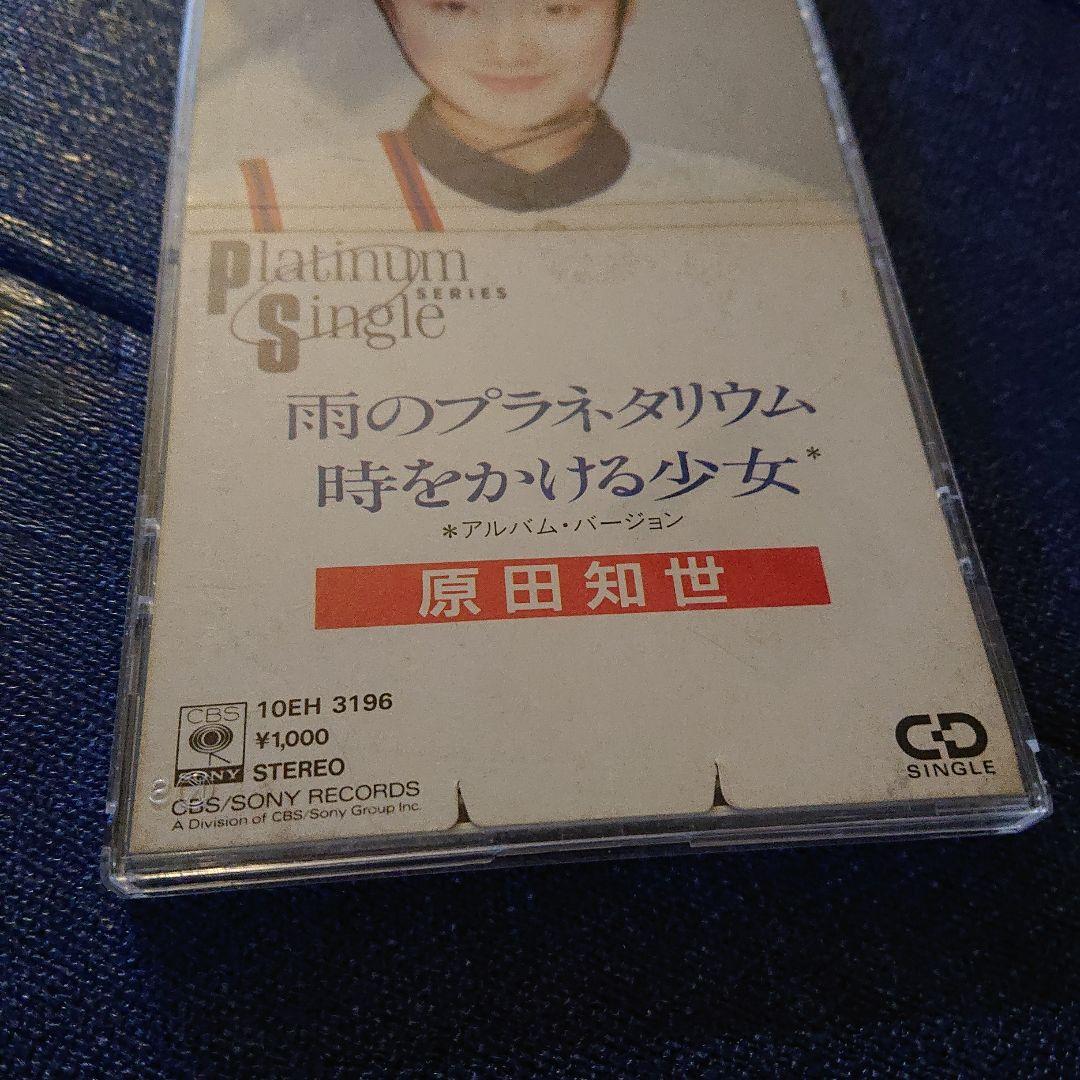 Platinum
SERIES
Single
雨のプラネタリウム
時をかける少女*
*アルバム・バージョン
原田知世
CBS
SONY
10EH 3196
¥1,000
STEREO
CBS/SONY RECORDS
A Division of CBS/Sony Group Inc.
CD
SINGLE